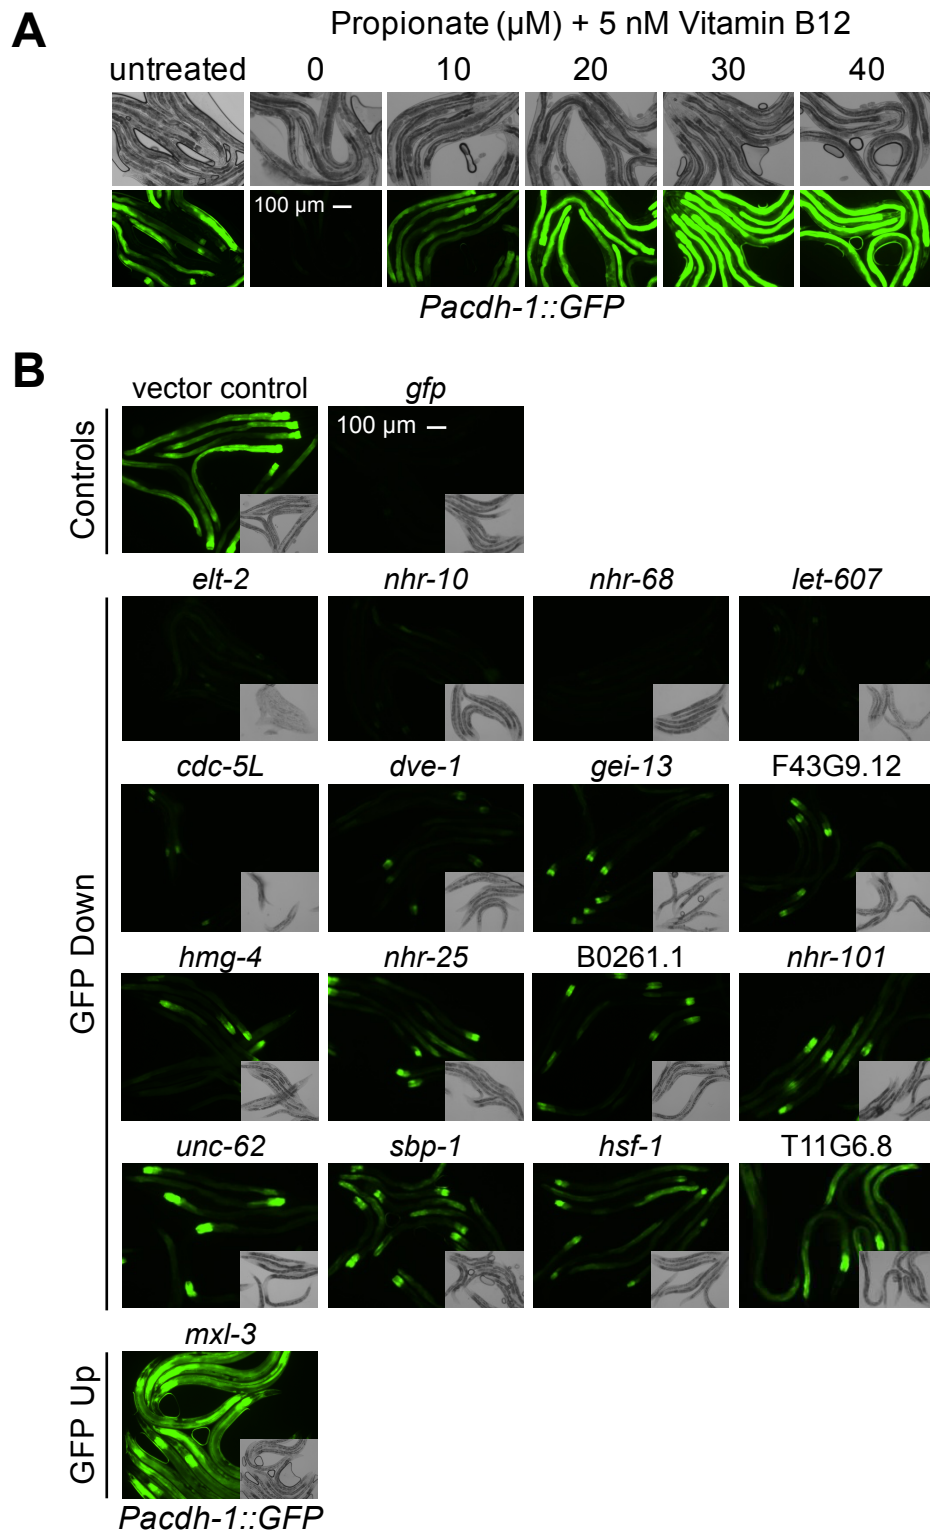 A
Propionate (µM) + 5 nM Vitamin B12
untreated 0 10 20 30 40
100 µm
Pacdh-1::GFP
B
vector control gfp
Controls
100 µm
elt-2 nhr-10 nhr-68 let-607
GFP Down
cdc-5L dve-1 gei-13 F43G9.12
hmg-4 nhr-25 B0261.1 nhr-101
unc-62 sbp-1 hsf-1 T11G6.8
mxl-3
GFP Up
Pacdh-1::GFP